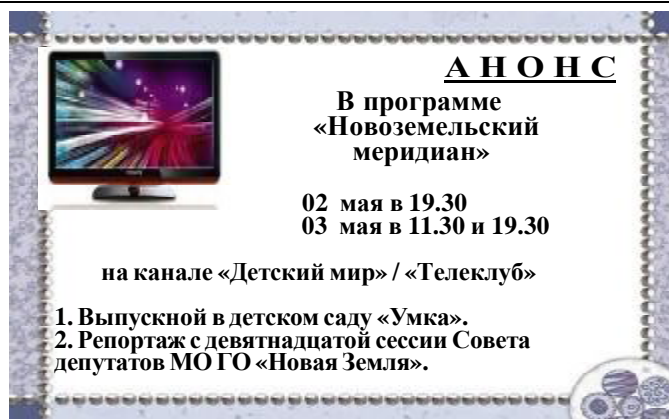 А Н О Н С
В программе
«Новоземельский
меридиан»
02 мая в 19.30
03 мая в 11.30 и 19.30
на канале «Детский мир» / «Телеклуб»
1. Выпускной в детском саду «Умка».
2. Репортаж с девятнадцатой сессии Совета
депутатов МО ГО «Новая Земля».